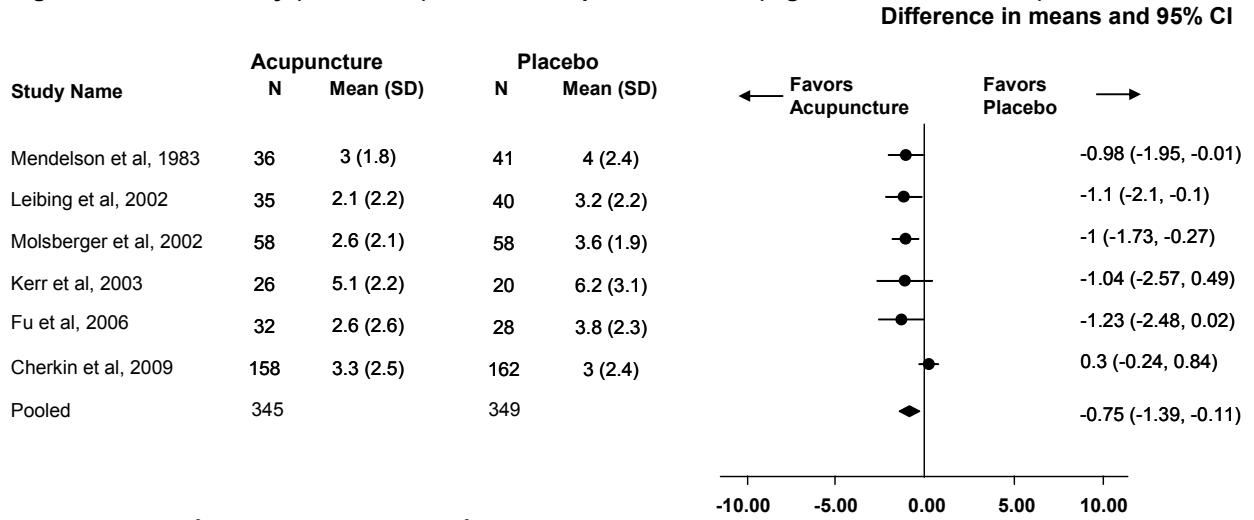 Difference in means and 95% CI
Acupuncture Placebo
Study Name N Mean (SD) N Mean (SD) Favors Acupuncture Favors Placebo
Mendelson et al, 1983 36 3 (1.8) 41 4 (2.4) -0.98 (-1.95, -0.01)
Leibing et al, 2002 35 2.1 (2.2) 40 3.2 (2.2) -1.1 (-2.1, -0.1)
Molsberger et al, 2002 58 2.6 (2.1) 58 3.6 (1.9) -1 (-1.73, -0.27)
Kerr et al, 2003 26 5.1 (2.2) 20 6.2 (3.1) -1.04 (-2.57, 0.49)
Fu et al, 2006 32 2.6 (2.6) 28 3.8 (2.3) -1.23 (-2.48, 0.02)
Cherkin et al, 2009 158 3.3 (2.5) 162 3 (2.4) 0.3 (-0.24, 0.84)
Pooled 345 349 -0.75 (-1.39, -0.11)
-10.00 -5.00 0.00 5.00 10.00